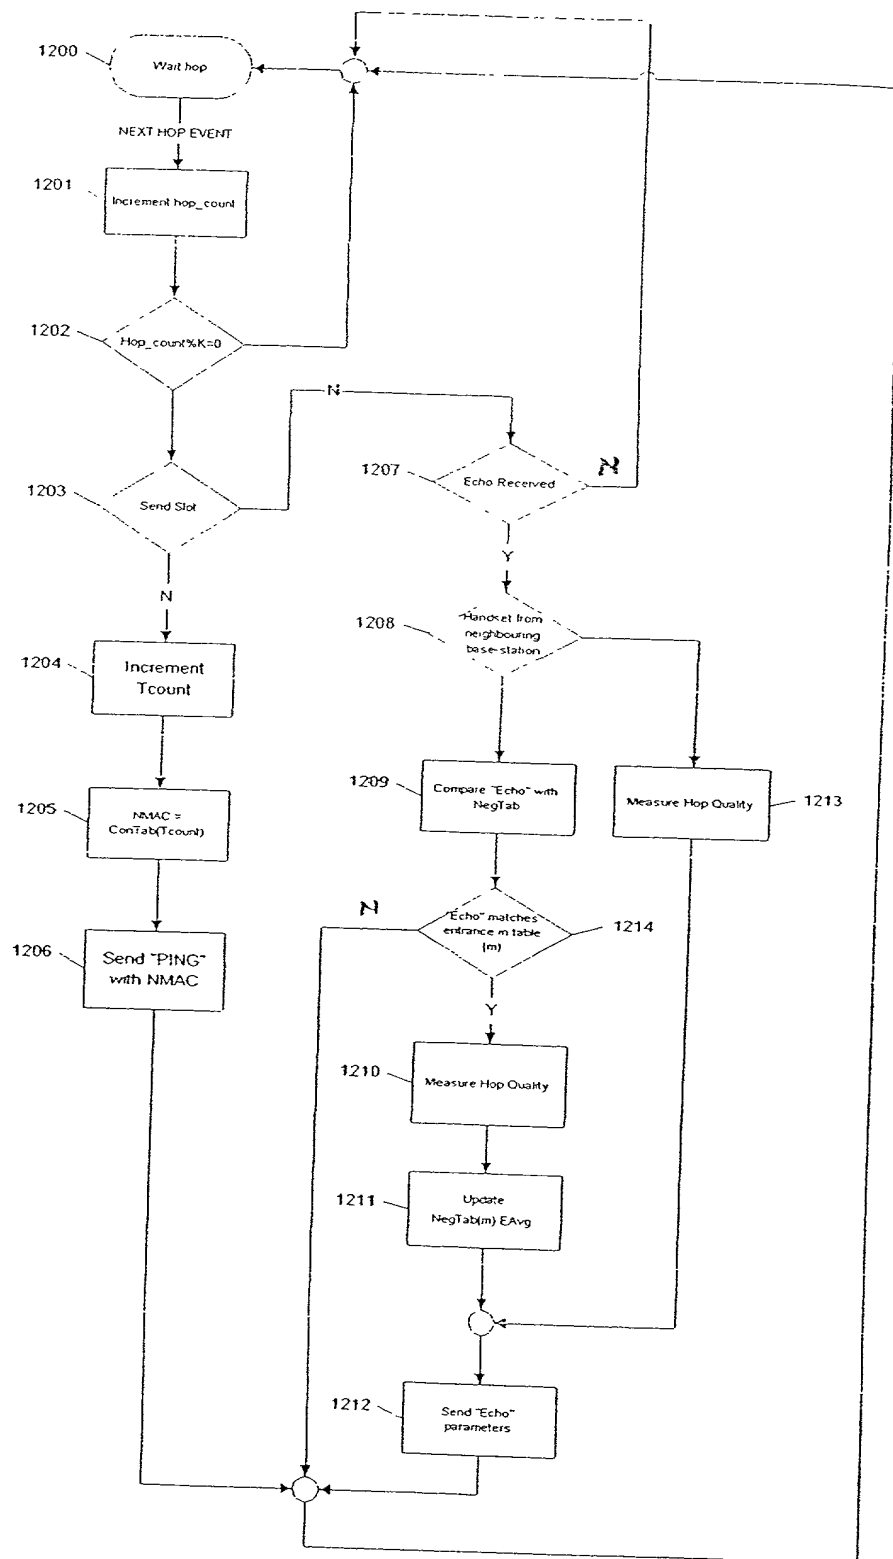 1200
Wait hop
NEXT HOP EVENT
1201
Increment hop_count
1202
Hop_count%K=0
N
1203
Send Slot
1207
Echo Received
N
Y
N
1208
Handset from
neighbouring
base-station
1204
Increment
Tcount
1209
Compare "Echo" with
NegTab
Measure Hop Quality
1213
1205
NMAC =
ConTab(Tcount)
N
"Echo" matches
entrance m table
(m)
1214
1206
Send "PING"
with NMAC
Y
1210
Measure Hop Quality
1211
Update
NegTab(m) EAvg
1212
Send "Echo"
parameters